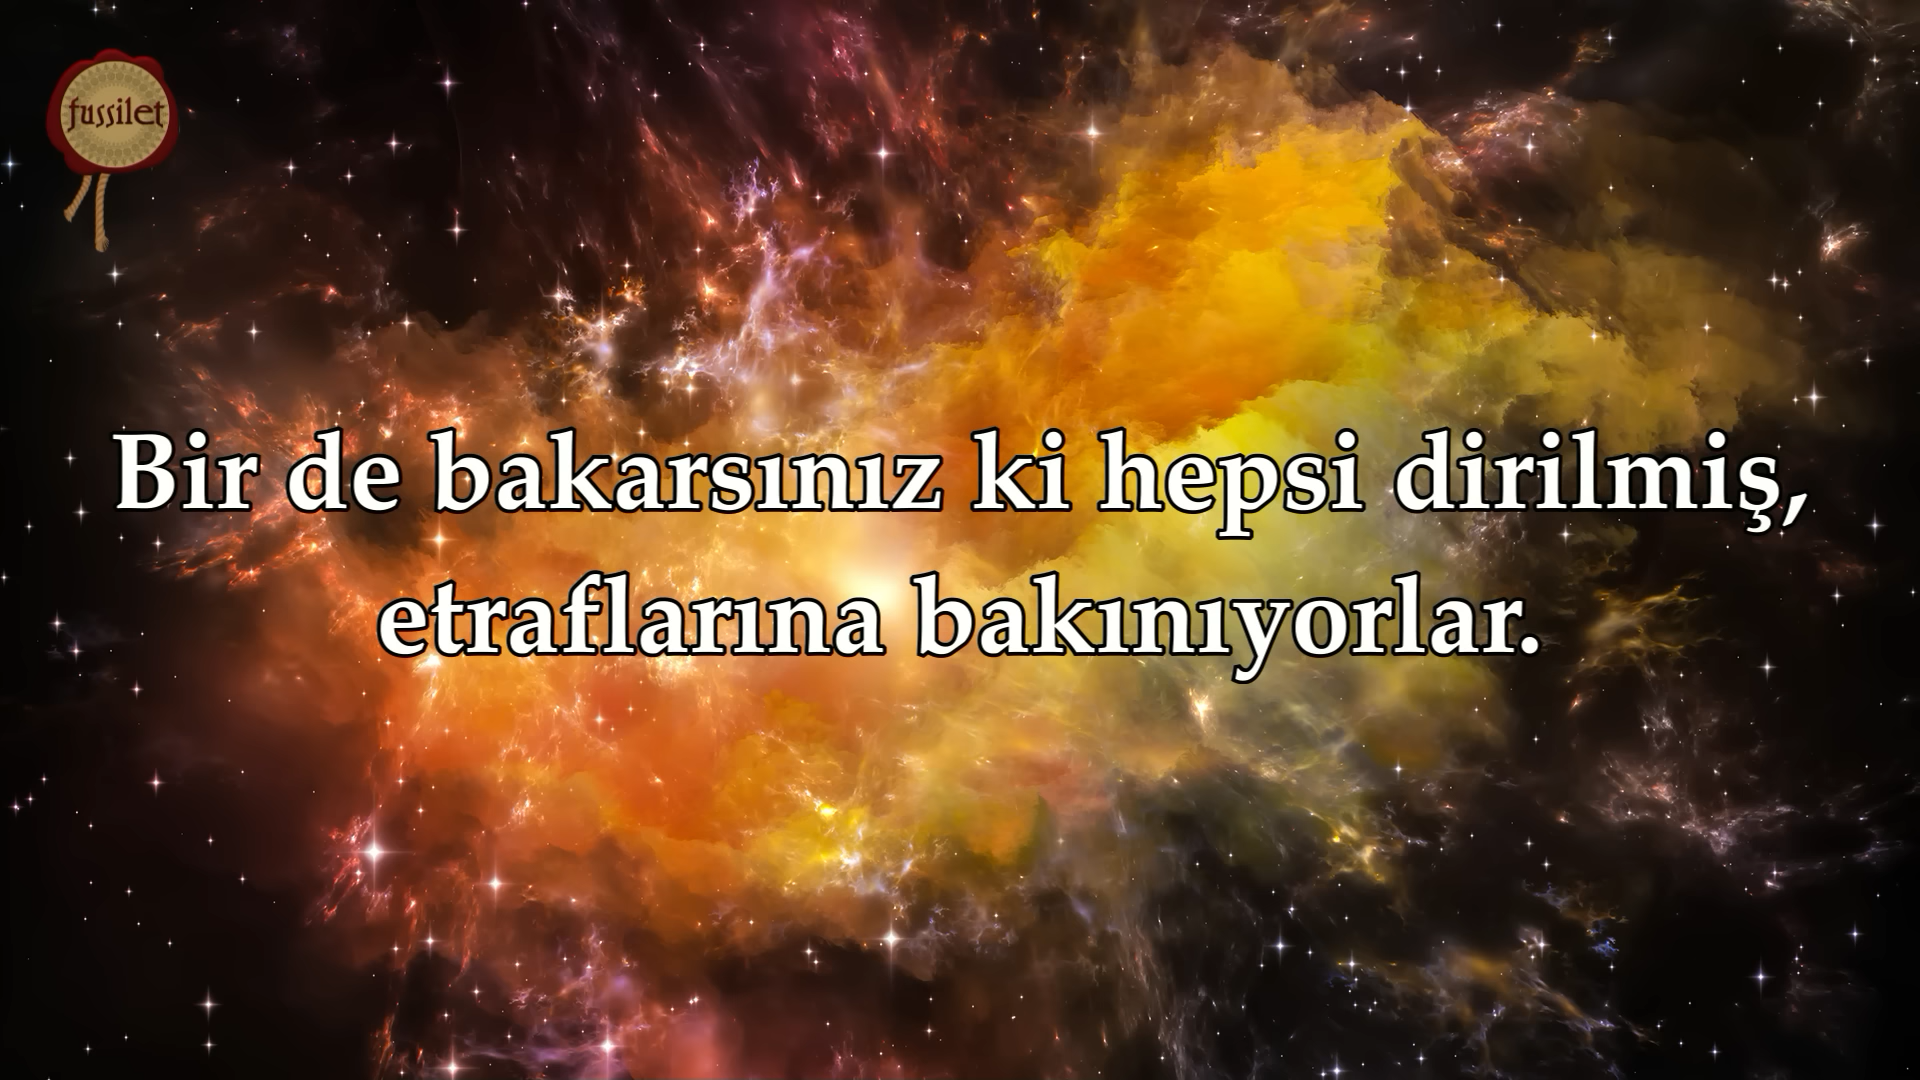 fussilet
Bir de bakarsınız ki hepsi dirilmiş,
etraflarına bakınıyorlar.